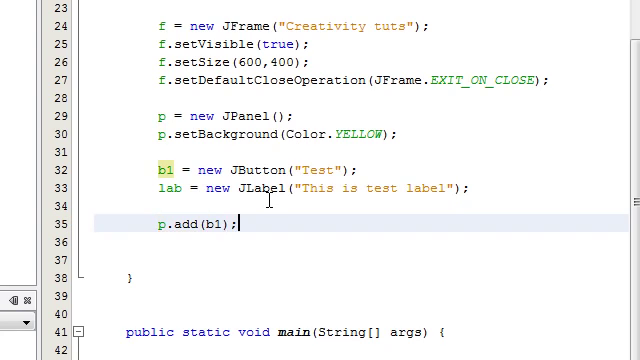 23
24 f = new JFrame("Creativity tuts");
25 f.setVisible(true);
26 f.setSize(600,400);
27 f.setDefaultCloseOperation(JFrame.EXIT_ON_CLOSE);
28
29 p = new JPanel();
30 p.setBackground(Color.YELLOW);
31
32 b1 = new JButton("Test");
33 lab = new JLabel("This is test label");
34
35 p.add(b1);
36
37
38 }
39
40
41 public static void main(String[] args) {
42